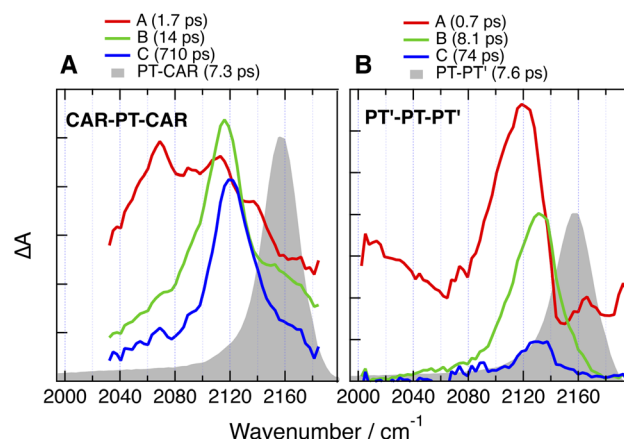 A (1.7 ps)
B (14 ps)
C (710 ps)
PT-CAR (7.3 ps)
A (0.7 ps)
B (8.1 ps)
C (74 ps)
PT-PT' (7.6 ps)
A
B
CAR-PT-CAR
PT'-PT-PT'
ΔA
2000 2040 2080 2120 2160
2000 2040 2080 2120 2160
Wavenumber / cm⁻¹